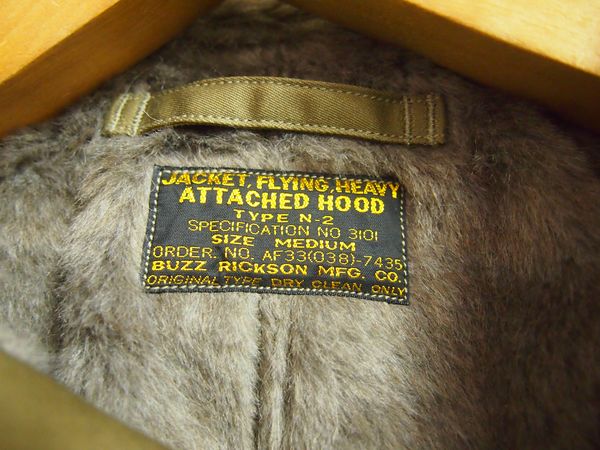 JACKET, FLYING, HEAVY
ATTACHED HOOD
TYPE N-2
SPECIFICATION NO 3101
SIZE MEDIUM
ORDER. NO. AF33(038)-7435
BUZZ RICKSON MFG. CO.
ORIGINAL TYPE DRY CLEAN ONLY